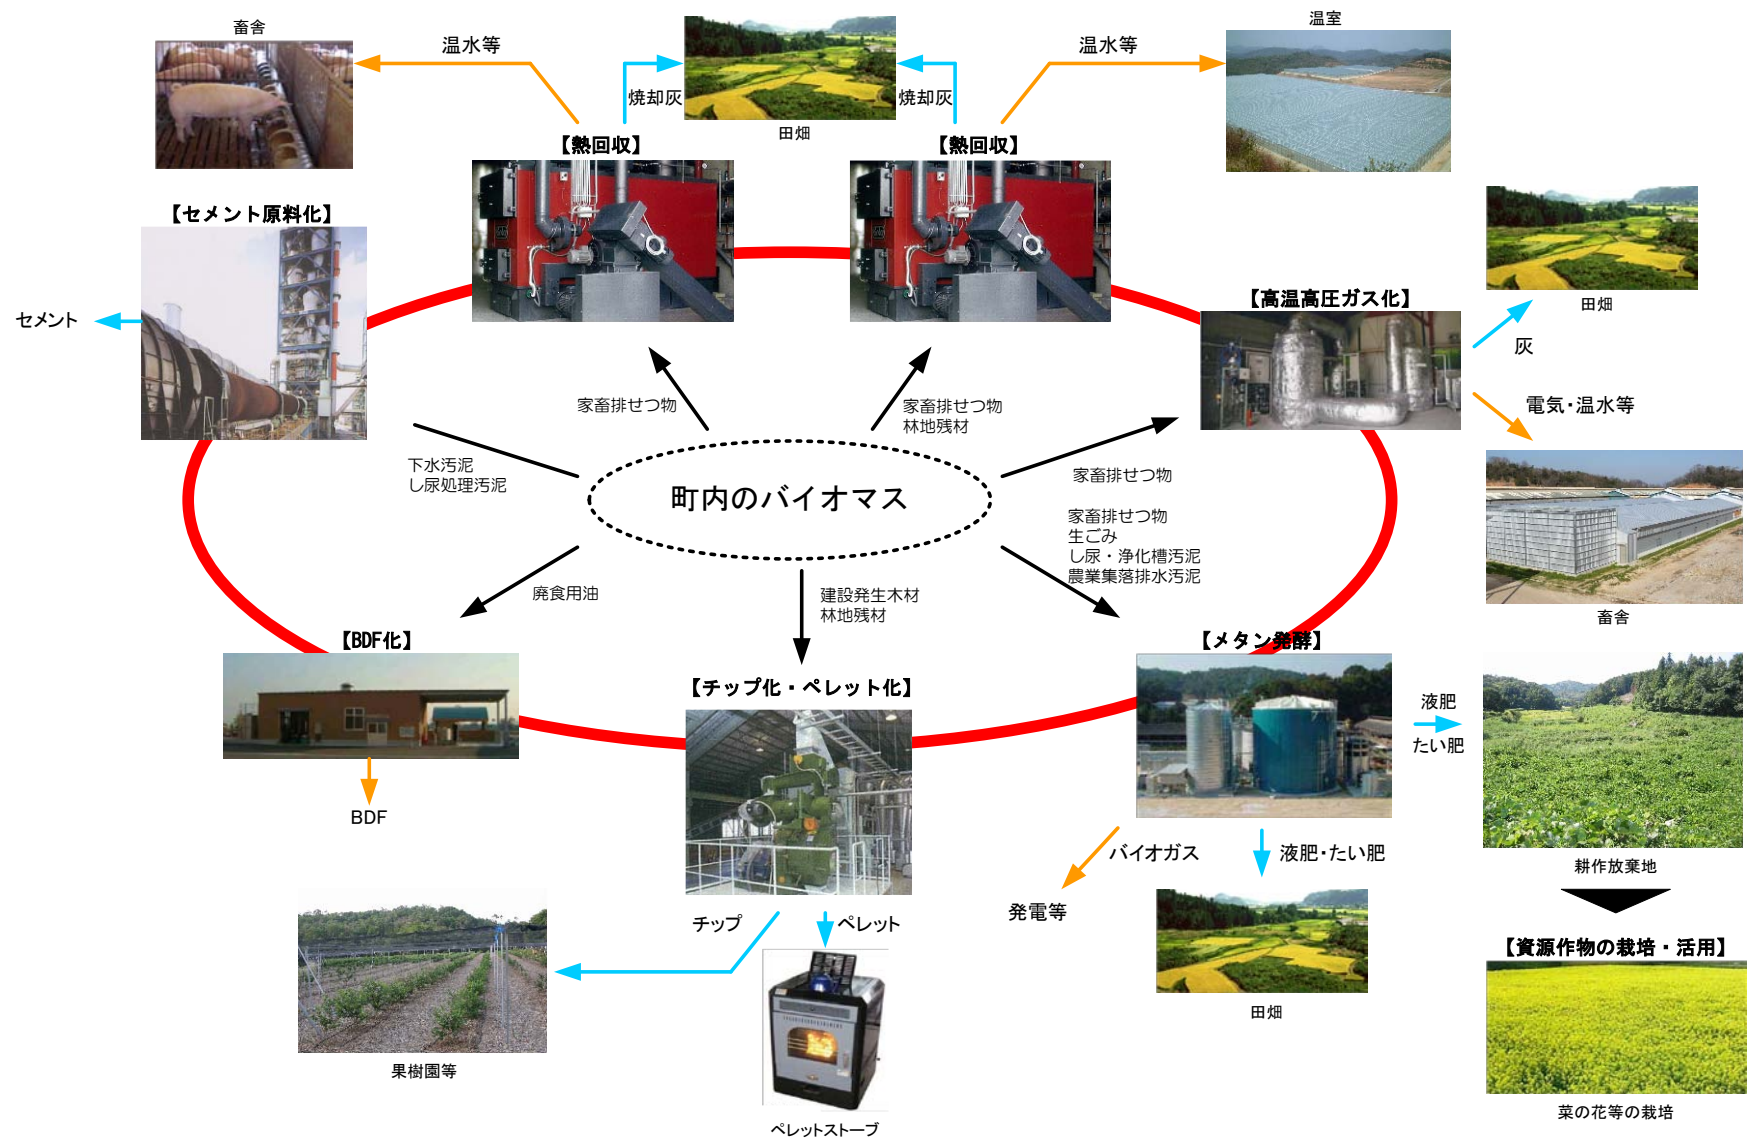 畜舎
温水等
焼却灰
田畑
焼却灰
温水等
温室
【熱回収】
【熱回収】
【セメント原料化】
セメント
【高温高圧ガス化】
田畑
灰
電気・温水等
畜舎
家畜排せつ物
家畜排せつ物
林地残材
下水汚泥
し尿処理汚泥
家畜排せつ物
町内のバイオマス
家畜排せつ物
生ごみ
し尿・浄化槽汚泥
農業集落排水汚泥
廃食用油
建設発生木材
林地残材
【BDF化】
BDF
【チップ化・ペレット化】
【メタン発酵】
液肥
たい肥
耕作放棄地
バイオガス
液肥・たい肥
発電等
田畑
チップ
ペレット
果樹園等
ペレットストーブ
【資源作物の栽培・活用】
菜の花等の栽培